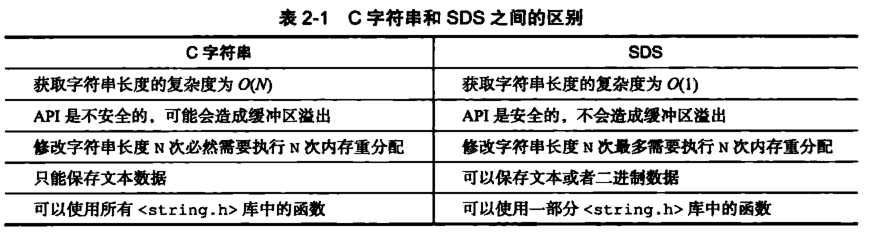 表 2-1 C 字符串和 SDS 之间的区别
C 字符串 SDS
获取字符串长度的复杂度为 O(N) 获取字符串长度的复杂度为 O(1)
API 是不安全的，可能会造成缓冲区溢出 API 是安全的，不会造成缓冲区溢出
修改字符串长度 N 次必然需要执行 N 次内存重分配 修改字符串长度 N 次最多需要执行 N 次内存重分配
只能保存文本数据 可以保存文本或者二进制数据
可以使用所有 <string.h> 库中的函数 可以使用一部分 <string.h> 库中的函数